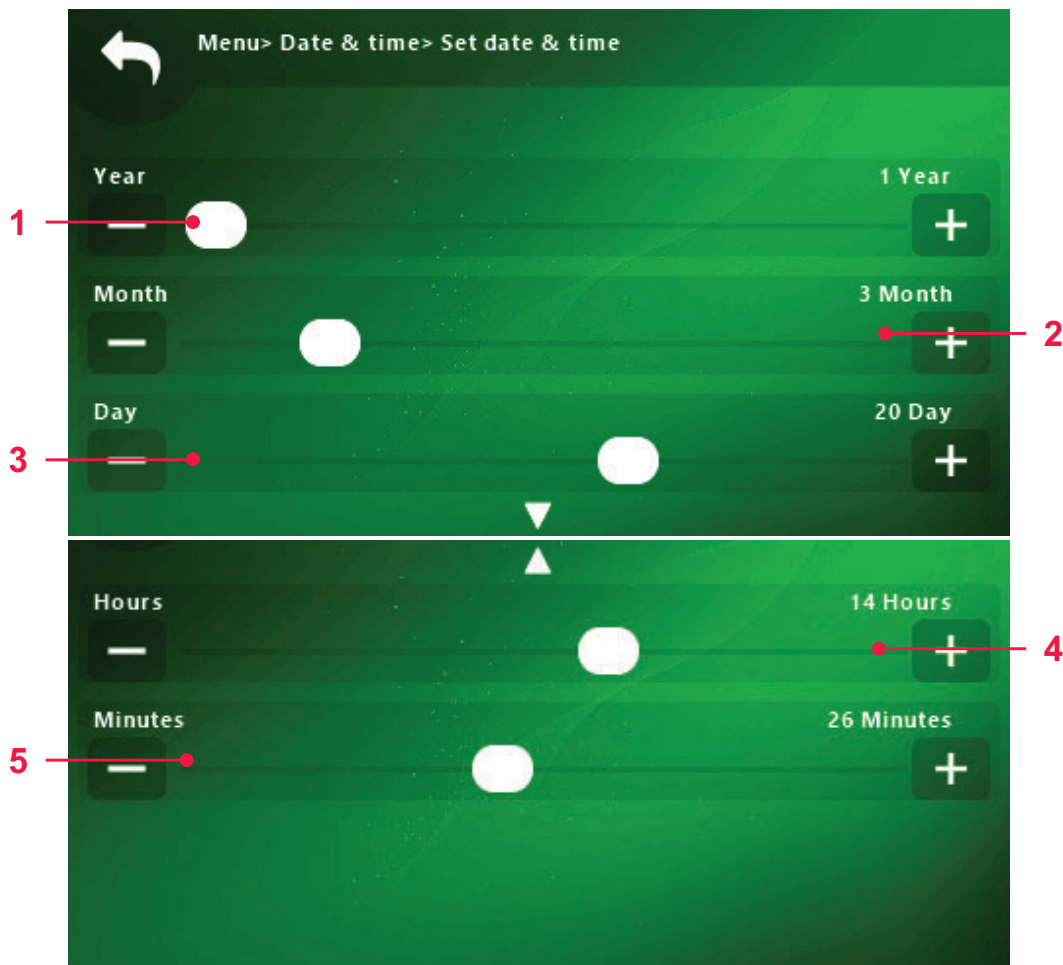 Menu> Date & time> Set date & time
Year 1 Year
1
Month 3 Month
2
Day 20 Day
3
Hours 14 Hours
4
Minutes 26 Minutes
5